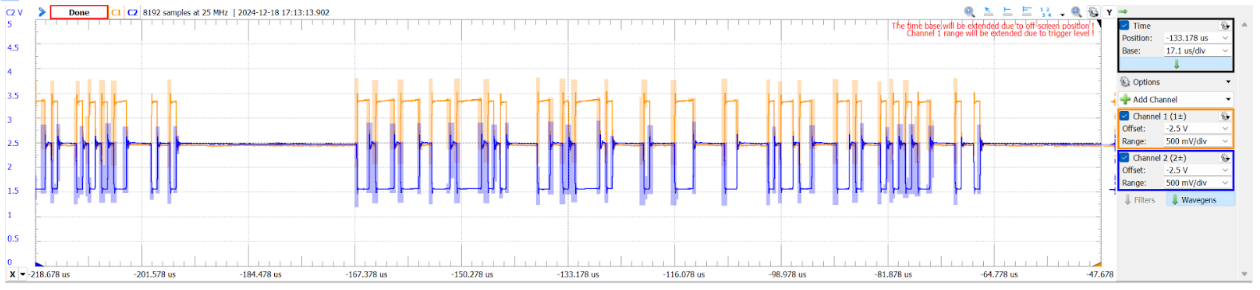 C2 V Done C1 C2 8192 samples at 25 MHz | 2024-12-18 17:13:13.902 Y
The time base will be extended due to off-screen position !
Channel 1 range will be extended due to trigger level !
5
4.5
4
3.5
3
2.5
2
1.5
1
0.5
0
X -218.678 us -201.578 us -184.478 us -167.378 us -150.278 us -133.178 us -116.078 us -98.978 us -81.878 us -64.778 us -47.678
Time
Position: -133.178 us
Base: 17.1 us/div
Options
Add Channel
Channel 1 (1±)
Offset: -2.5 V
Range: 500 mV/div
Channel 2 (2±)
Offset: -2.5 V
Range: 500 mV/div
Filters Wavegens